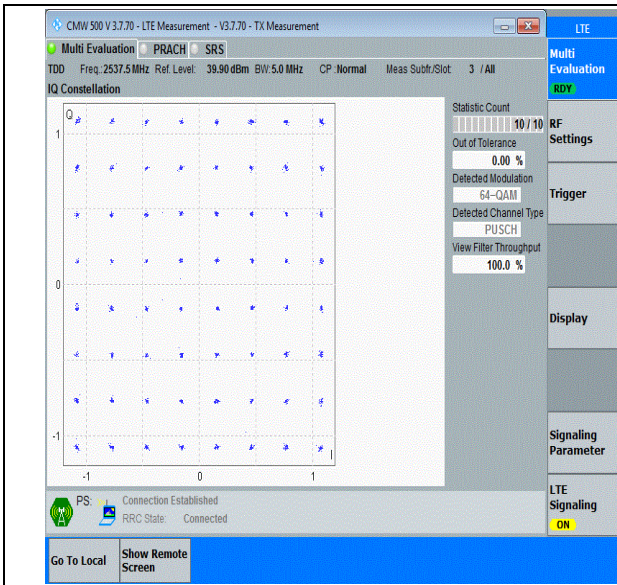 CMW 500 V 3.7.70 - LTE Measurement - V3.7.70 - TX Measurement
LTE
Multi Evaluation PRACH SRS
TDD Freq.:2537.5 MHz Ref. Level: 39.90 dBm BW:5.0 MHz CP :Normal Meas Subfr./Slot: 3 / All
IQ Constellation
Q
1
0
-1
-1 0 1
I
Statistic Count
10 / 10
Out of Tolerance
0.00 %
Detected Modulation
64-QAM
Detected Channel Type
PUSCH
View Filter Throughput
100.0 %
Multi
Evaluation
RDY
RF
Settings
Trigger
Display
Signaling
Parameter
LTE
Signaling
ON
PS: Connection Established
RRC State: Connected
Go To Local
Show Remote
Screen